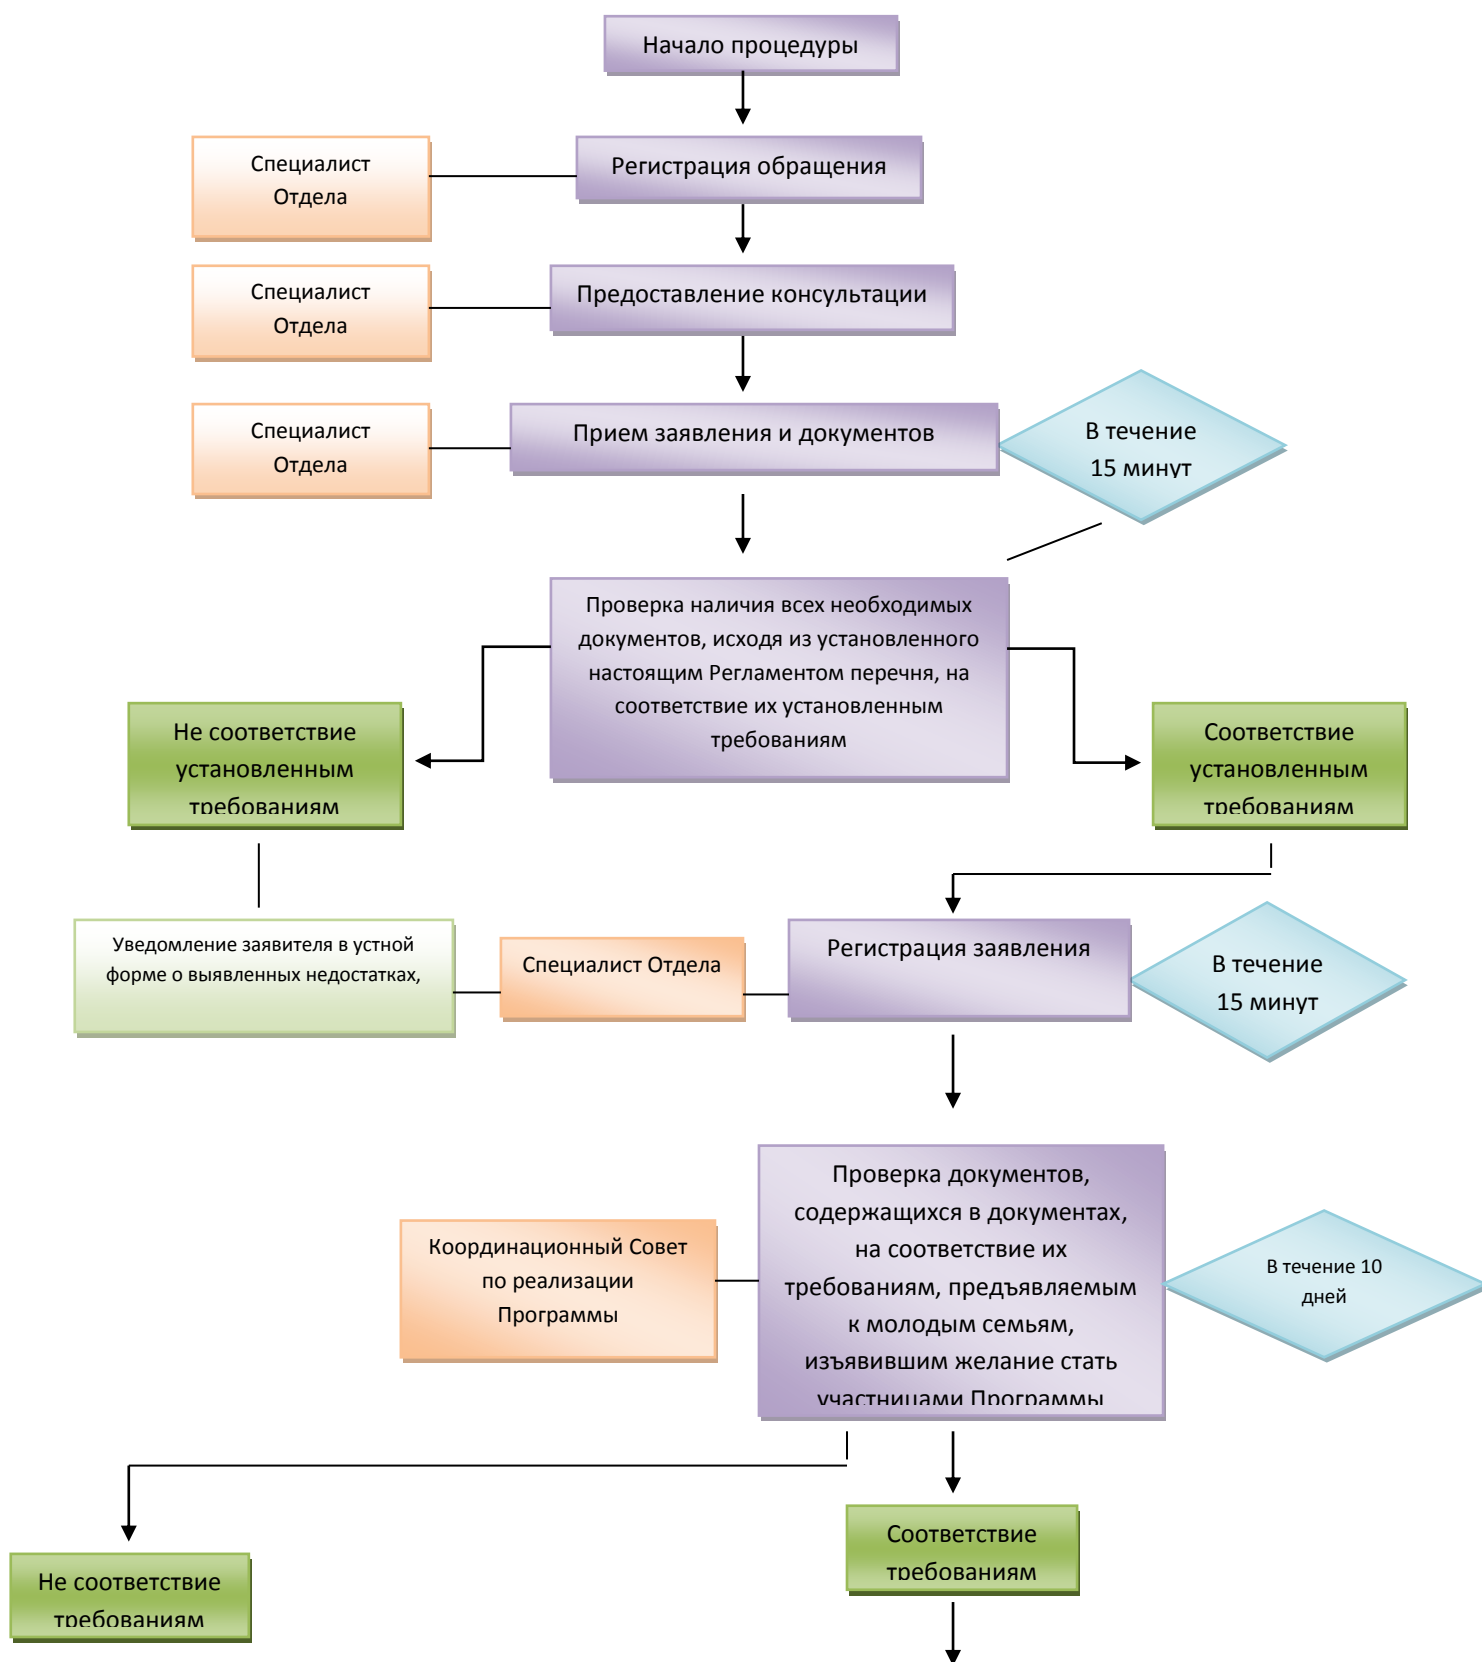 Начало процедуры
Специалист
Отдела
Регистрация обращения
Специалист
Отдела
Предоставление консультации
Специалист
Отдела
Прием заявления и документов
В течение
15 минут
Проверка наличия всех необходимых
документов, исходя из установленного
настоящим Регламентом перечня, на
соответствие их установленным
требованиям
Не соответствие
установленным
требованиям
Соответствие
установленным
требованиям
Уведомление заявителя в устной
форме о выявленных недостатках,
Специалист Отдела
Регистрация заявления
В течение
15 минут
Координационный Совет
по реализации
Программы
Проверка документов,
содержащихся в документах,
на соответствие их
требованиям, предъявляемым
к молодым семьям,
изъявившим желание стать
участницами Программы
В течение 10
дней
Не соответствие
требованиям
Соответствие
требованиям